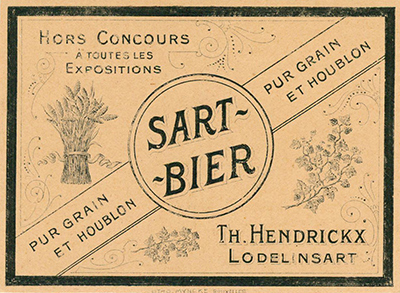 HORS CONCOURS
À TOUTES LES
EXPOSITIONS
PUR GRAIN
ET HOUBLON
SART-
-BIER
PUR GRAIN
ET HOUBLON
TH. HENDRICKX
LODELINSART